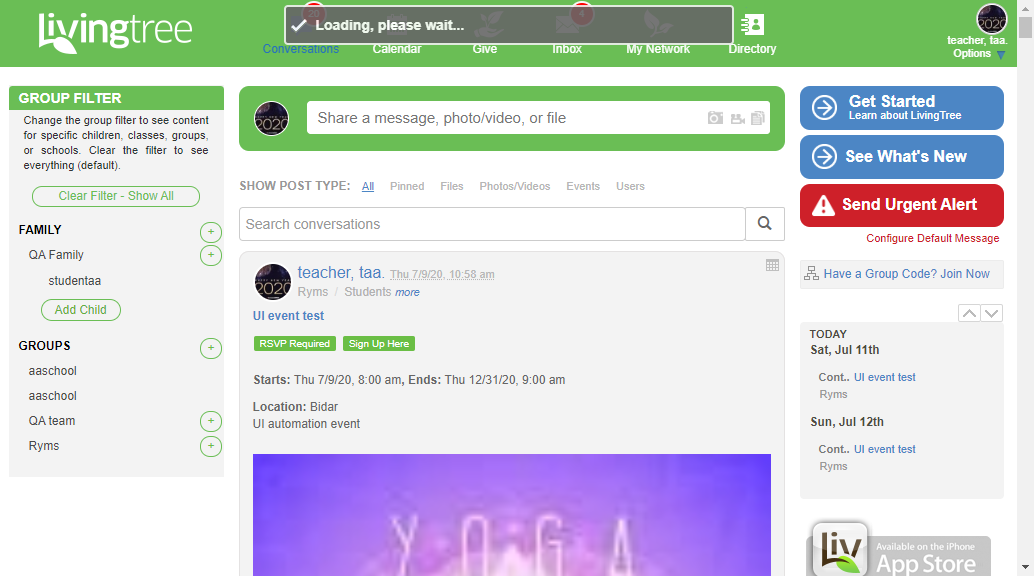 livingtree
20
4
Loading, please wait...
Conversations
Calendar
Give
Inbox
My Network
Directory
teacher, taa.
Options
GROUP FILTER
Change the group filter to see content
for specific children, classes, groups,
or schools. Clear the filter to see
everything (default).
Clear Filter - Show All
FAMILY
+
QA Family
+
studentaa
Add Child
GROUPS
+
aaschool
aaschool
QA team
+
Ryms
+
2020
Share a message, photo/video, or file
SHOW POST TYPE: All Pinned Files Photos/Videos Events Users
Search conversations
2020
teacher, taa. Thu 7/9/20, 10:58 am
Ryms / Students more
UI event test
RSVP Required Sign Up Here
Starts: Thu 7/9/20, 8:00 am, Ends: Thu 12/31/20, 9:00 am
Location: Bidar
UI automation event
YOGA
Get Started
Learn about LivingTree
See What's New
Send Urgent Alert
Configure Default Message
Have a Group Code? Join Now
TODAY
Sat, Jul 11th
Cont.. UI event test
Ryms
Sun, Jul 12th
Cont.. UI event test
Ryms
Liv
Available on the iPhone
App Store